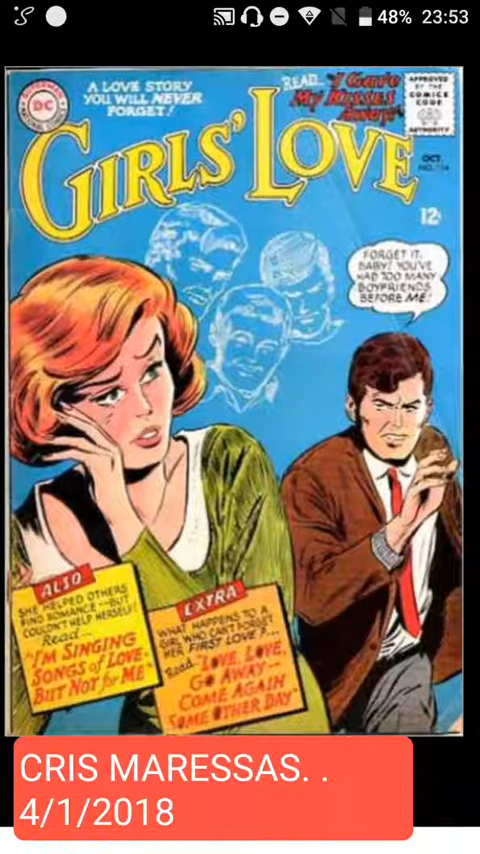 48% 23:53
SUPERMAN
DC
NATIONAL COMICS
A LOVE STORY
YOU WILL NEVER
FORGET!
READ... "I Gave
My Kisses
Away"
APPROVED
BY THE
COMICS
CODE
AUTHORITY
GIRLS' LOVE
OCT.
12¢
FORGET IT,
BABY! YOU'VE
HAD TOO MANY
BOYFRIENDS
BEFORE ME!
ALSO
SHE HELPED OTHERS
FIND ROMANCE--BUT
COULDN'T HELP HERSELF!
Read...
"I'M SINGING
SONGS of LOVE-
BUT NOT for ME"
EXTRA
WHAT HAPPENS TO A
GIRL WHO CAN'T FORGET
HER FIRST LOVE?...
Read "LOVE, LOVE,
GO AWAY--
COME AGAIN
SOME OTHER DAY"
CRIS MARESSAS. .
4/1/2018